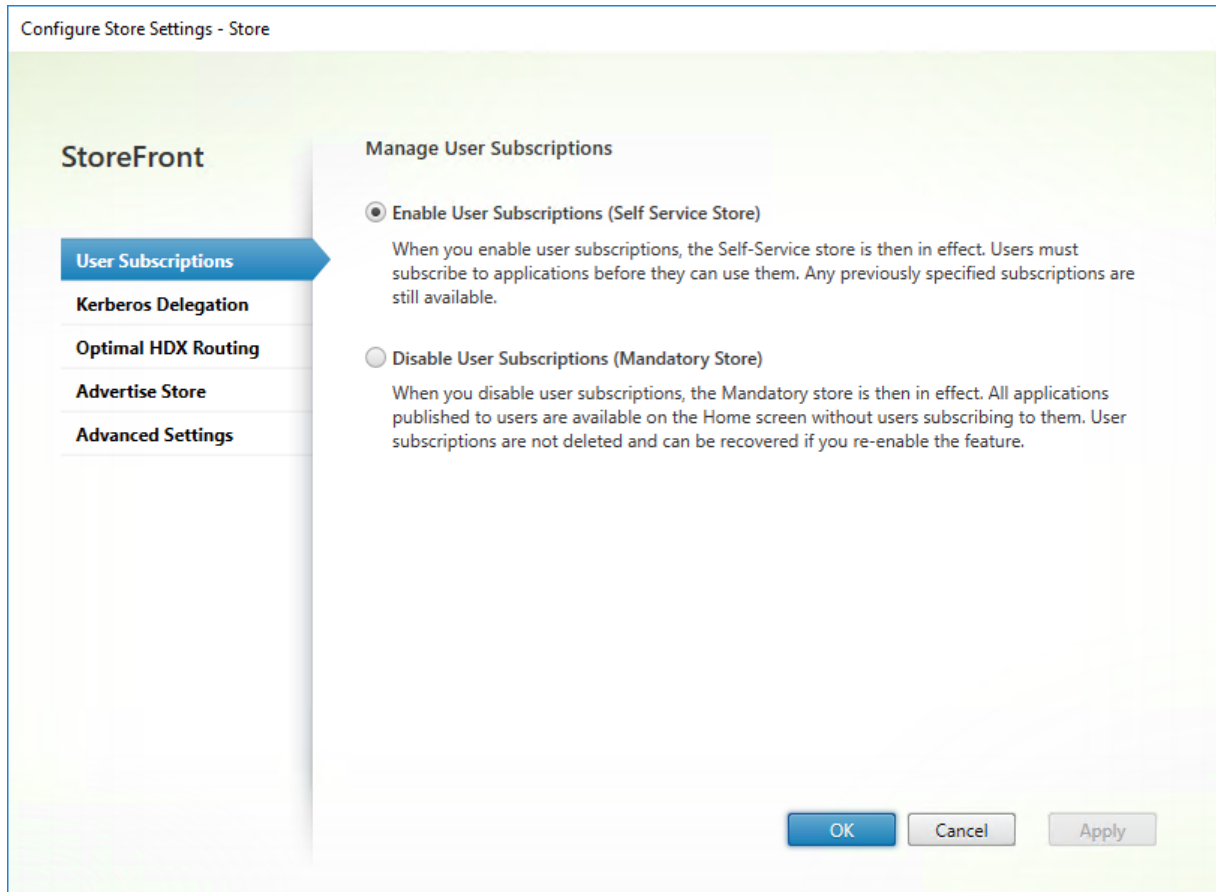 Configure Store Settings - Store
StoreFront
User Subscriptions
Kerberos Delegation
Optimal HDX Routing
Advertise Store
Advanced Settings
Manage User Subscriptions
Enable User Subscriptions (Self Service Store)
When you enable user subscriptions, the Self-Service store is then in effect. Users must
subscribe to applications before they can use them. Any previously specified subscriptions are
still available.
Disable User Subscriptions (Mandatory Store)
When you disable user subscriptions, the Mandatory store is then in effect. All applications
published to users are available on the Home screen without users subscribing to them. User
subscriptions are not deleted and can be recovered if you re-enable the feature.
OK
Cancel
Apply